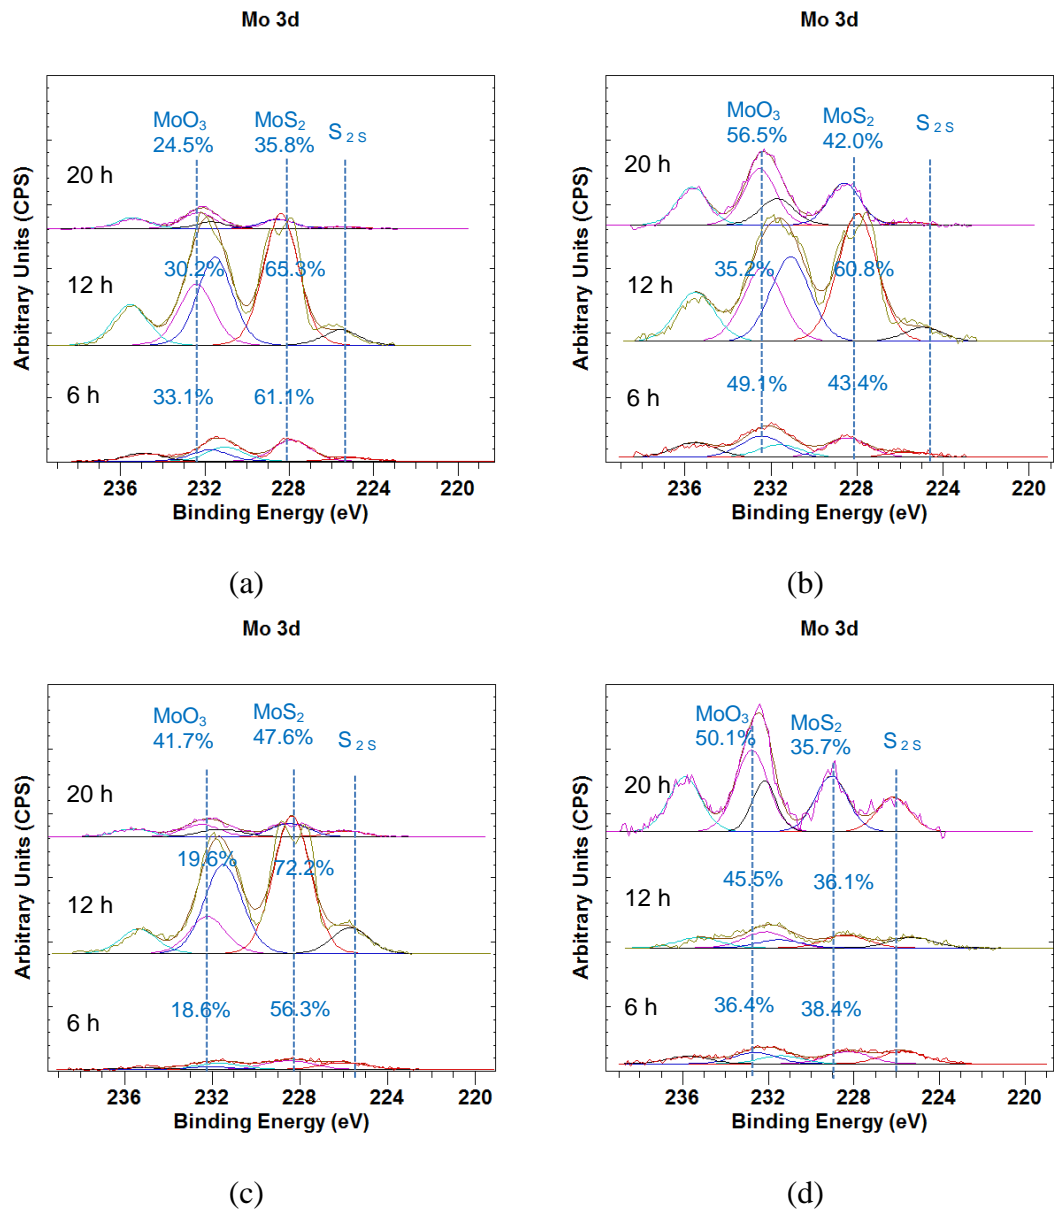 Mo 3d
Arbitrary Units (CPS)
MoO₃
24.5%
MoS₂
35.8%
S ₂ ₛ
20 h
12 h
30.2%
65.3%
6 h
33.1%
61.1%
236 232 228 224 220
Binding Energy (eV)
(a)
Mo 3d
Arbitrary Units (CPS)
MoO₃
56.5%
MoS₂
42.0%
S ₂ ₛ
20 h
12 h
35.2%
60.8%
6 h
49.1%
43.4%
236 232 228 224 220
Binding Energy (eV)
(b)
Mo 3d
Arbitrary Units (CPS)
MoO₃
41.7%
MoS₂
47.6%
S ₂ ₛ
20 h
12 h
19.6%
72.2%
6 h
18.6%
56.3%
236 232 228 224 220
Binding Energy (eV)
(c)
Mo 3d
Arbitrary Units (CPS)
MoO₃
50.1%
MoS₂
35.7%
S ₂ ₛ
20 h
12 h
45.5%
36.1%
6 h
36.4%
38.4%
236 232 228 224 220
Binding Energy (eV)
(d)